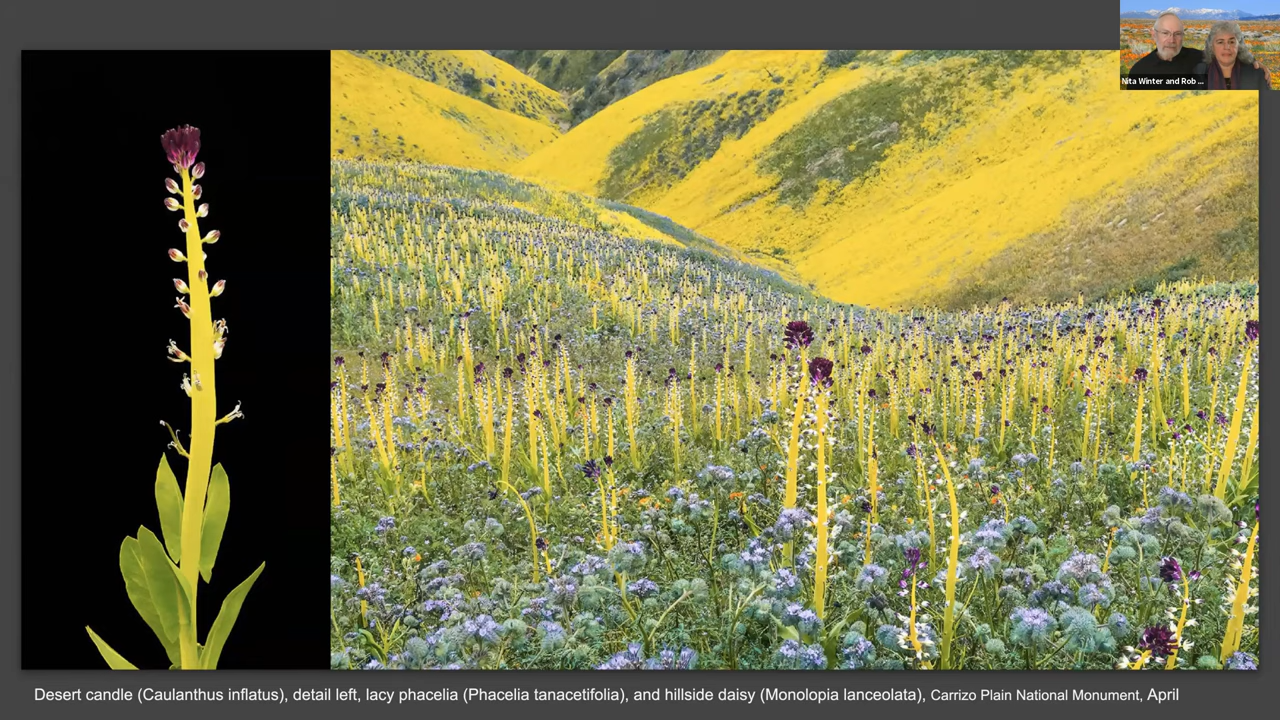 Nita Winter and Rob ...
Desert candle (Caulanthus inflatus), detail left, lacy phacelia (Phacelia tanacetifolia), and hillside daisy (Monolopia lanceolata), Carrizo Plain National Monument, April